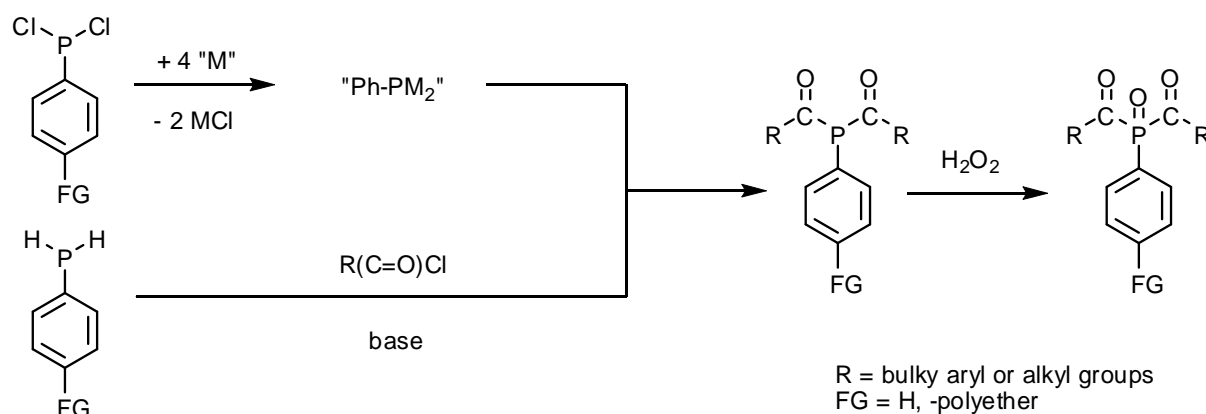 Cl Cl
P
FG
+ 4 "M"
- 2 MCl
"Ph-PM₂"
H H
P
FG
R(C=O)Cl
base
O O
C C
R P R
FG
H₂O₂
O O O
C C
R P R
FG
R = bulky aryl or alkyl groups
FG = H, -polyether